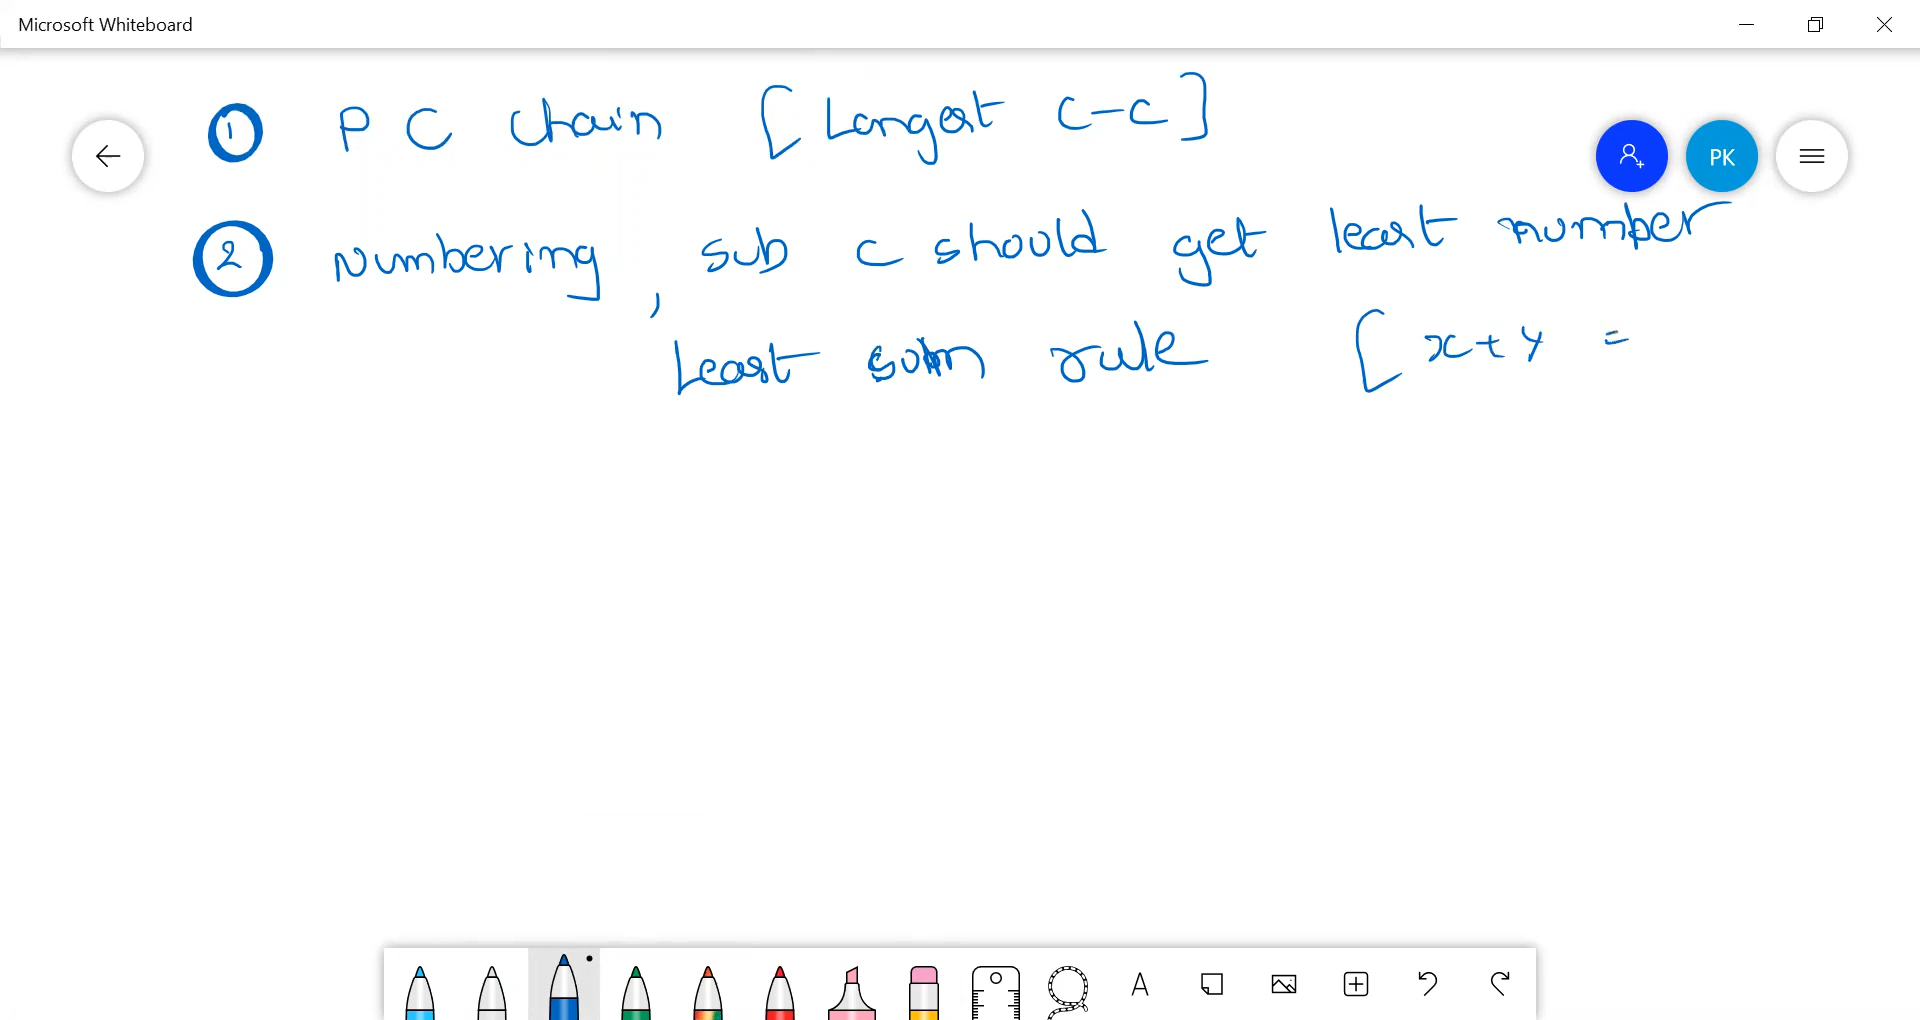 Microsoft Whiteboard
① P C chain [Longest C-C]
PK
② Numbering, sub c should get least number
Least sum rule [x+y =
A